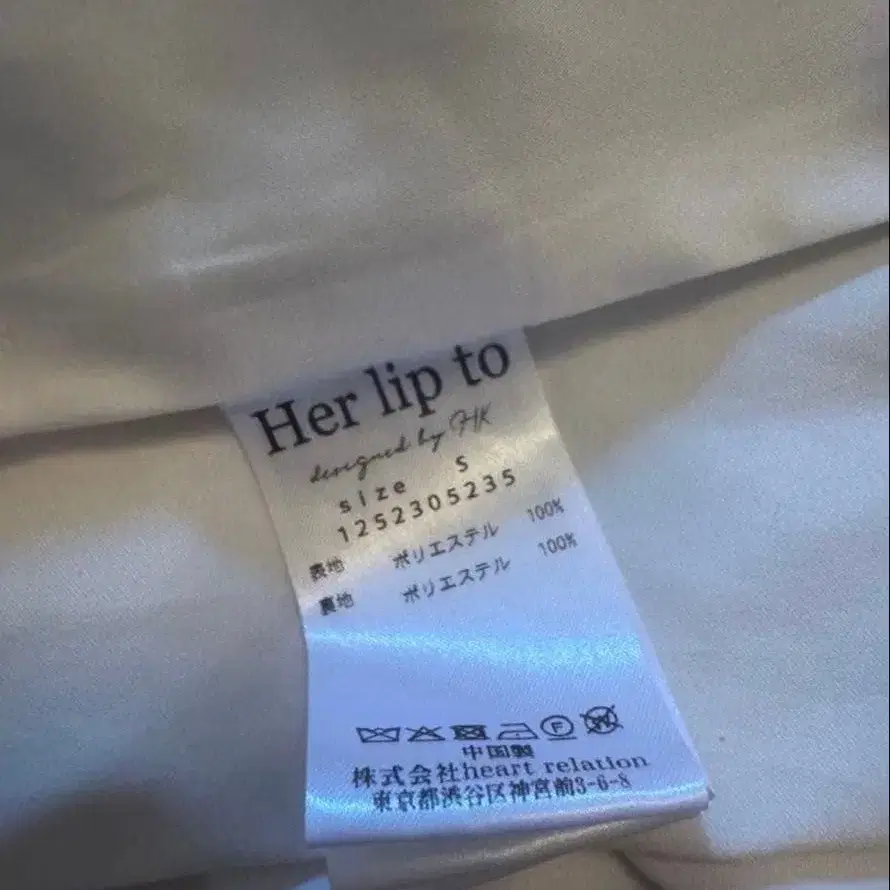 Her lip to
designed by HK
size S
1252305235
表地 ポリエステル 100%
裏地 ポリエステル 100%
中国製
株式会社heart relation
東京都渋谷区神宮前3-6-8